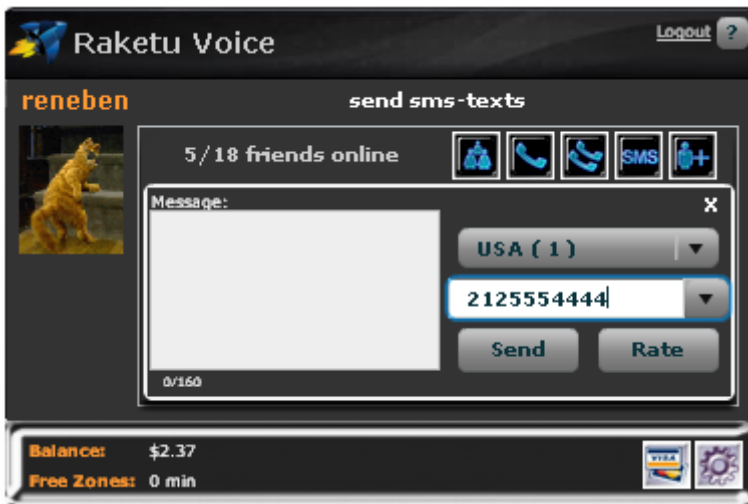 Raketu Voice
Logout ?
reneben
send sms-texts
5/18 friends online
SMS
Message:
x
USA ( 1 )
2125554444
Send
Rate
0/160
Balance: $2.37
Free Zones: 0 min
VISA